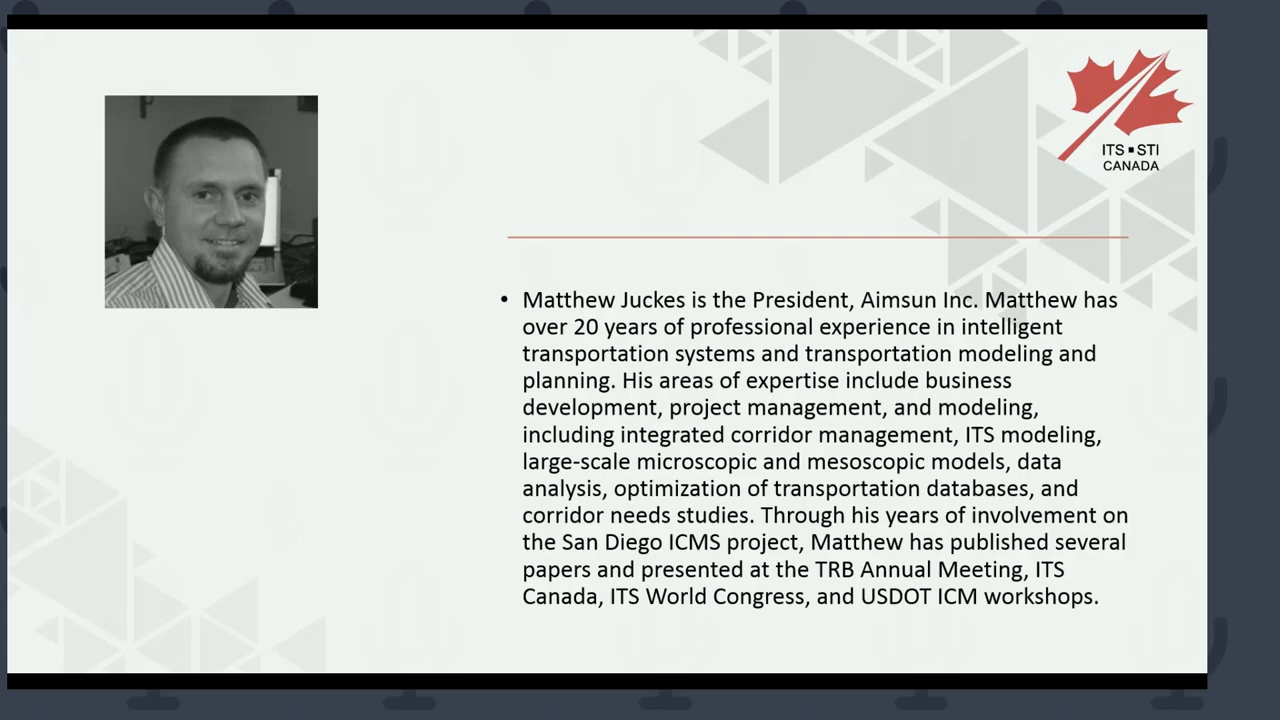 ITS ▪ STI
CANADA
• Matthew Juckes is the President, Aimsun Inc. Matthew has
over 20 years of professional experience in intelligent
transportation systems and transportation modeling and
planning. His areas of expertise include business
development, project management, and modeling,
including integrated corridor management, ITS modeling,
large-scale microscopic and mesoscopic models, data
analysis, optimization of transportation databases, and
corridor needs studies. Through his years of involvement on
the San Diego ICMS project, Matthew has published several
papers and presented at the TRB Annual Meeting, ITS
Canada, ITS World Congress, and USDOT ICM workshops.